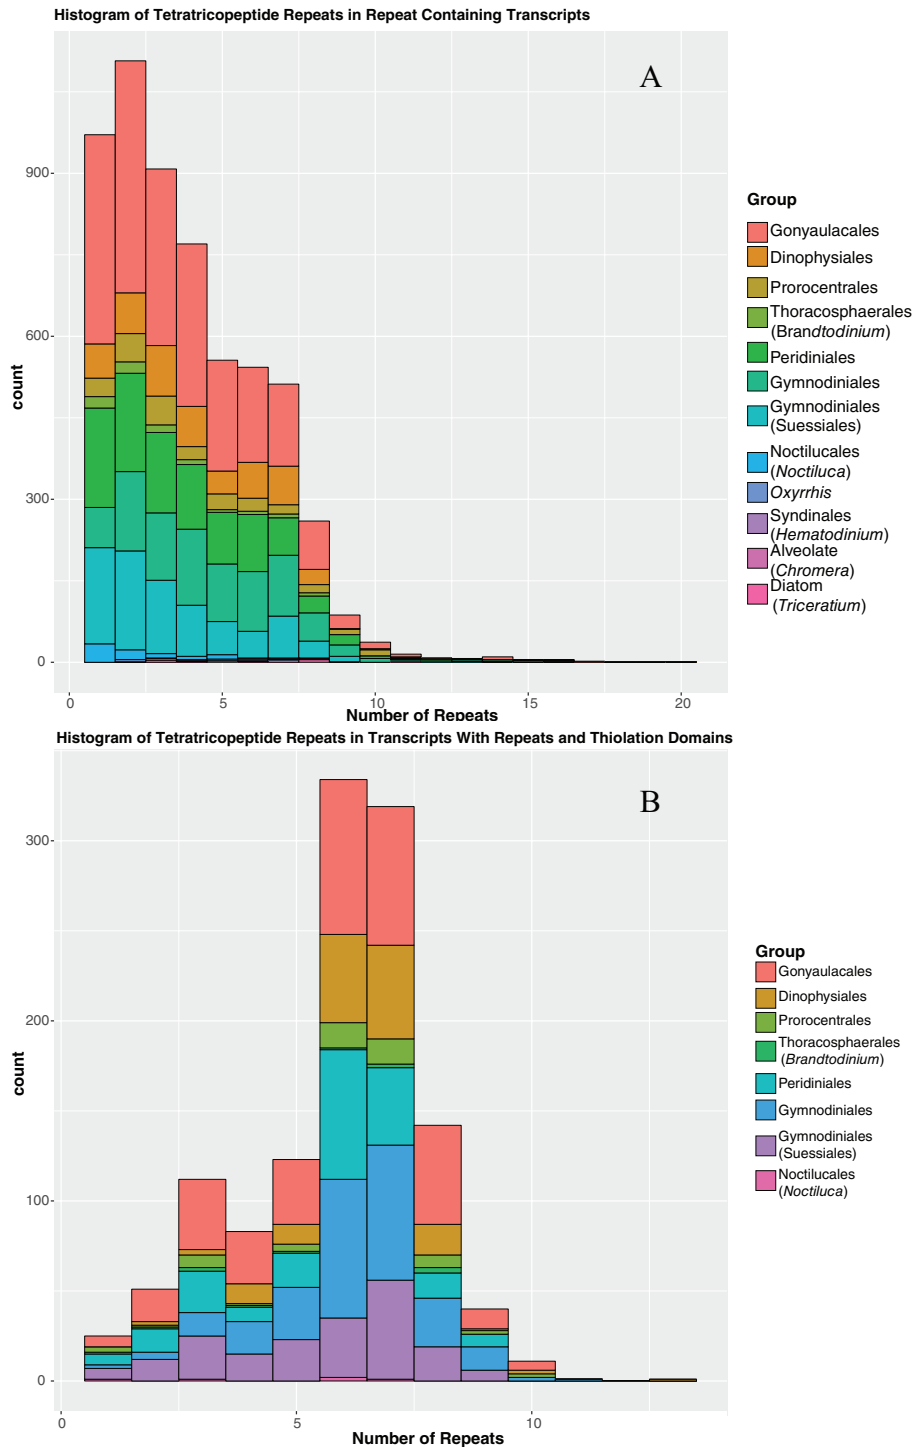 Histogram of Tetratricopeptide Repeats in Repeat Containing Transcripts
A
900
600
300
0
count
0 5 10 15 20
Number of Repeats
Group
Gonyaulacales
Dinophysiales
Prorocentrales
Thoracosphaerales
(Brandtodinium)
Peridiniales
Gymnodiniales
Gymnodiniales
(Suessiales)
Noctilucales
(Noctiluca)
Oxyrrhis
Syndinales
(Hematodinium)
Alveolate
(Chromera)
Diatom
(Triceratium)
Histogram of Tetratricopeptide Repeats in Transcripts With Repeats and Thiolation Domains
B
300
200
100
0
count
0 5 10
Number of Repeats
Group
Gonyaulacales
Dinophysiales
Prorocentrales
Thoracosphaerales
(Brandtodinium)
Peridiniales
Gymnodiniales
Gymnodiniales
(Suessiales)
Noctilucales
(Noctiluca)